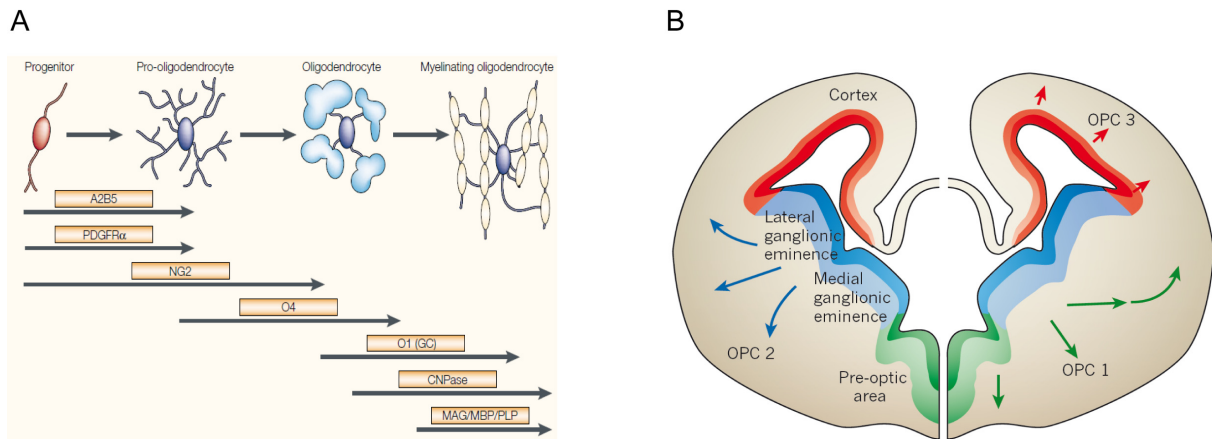 A
Progenitor
Pro-oligodendrocyte
Oligodendrocyte
Myelinating oligodendrocyte
A2B5
PDGFRα
NG2
O4
O1 (GC)
CNPase
MAG/MBP/PLP
B
Cortex
OPC 3
Lateral
ganglionic
eminence
Medial
ganglionic
eminence
OPC 2
OPC 1
Pre-optic
area